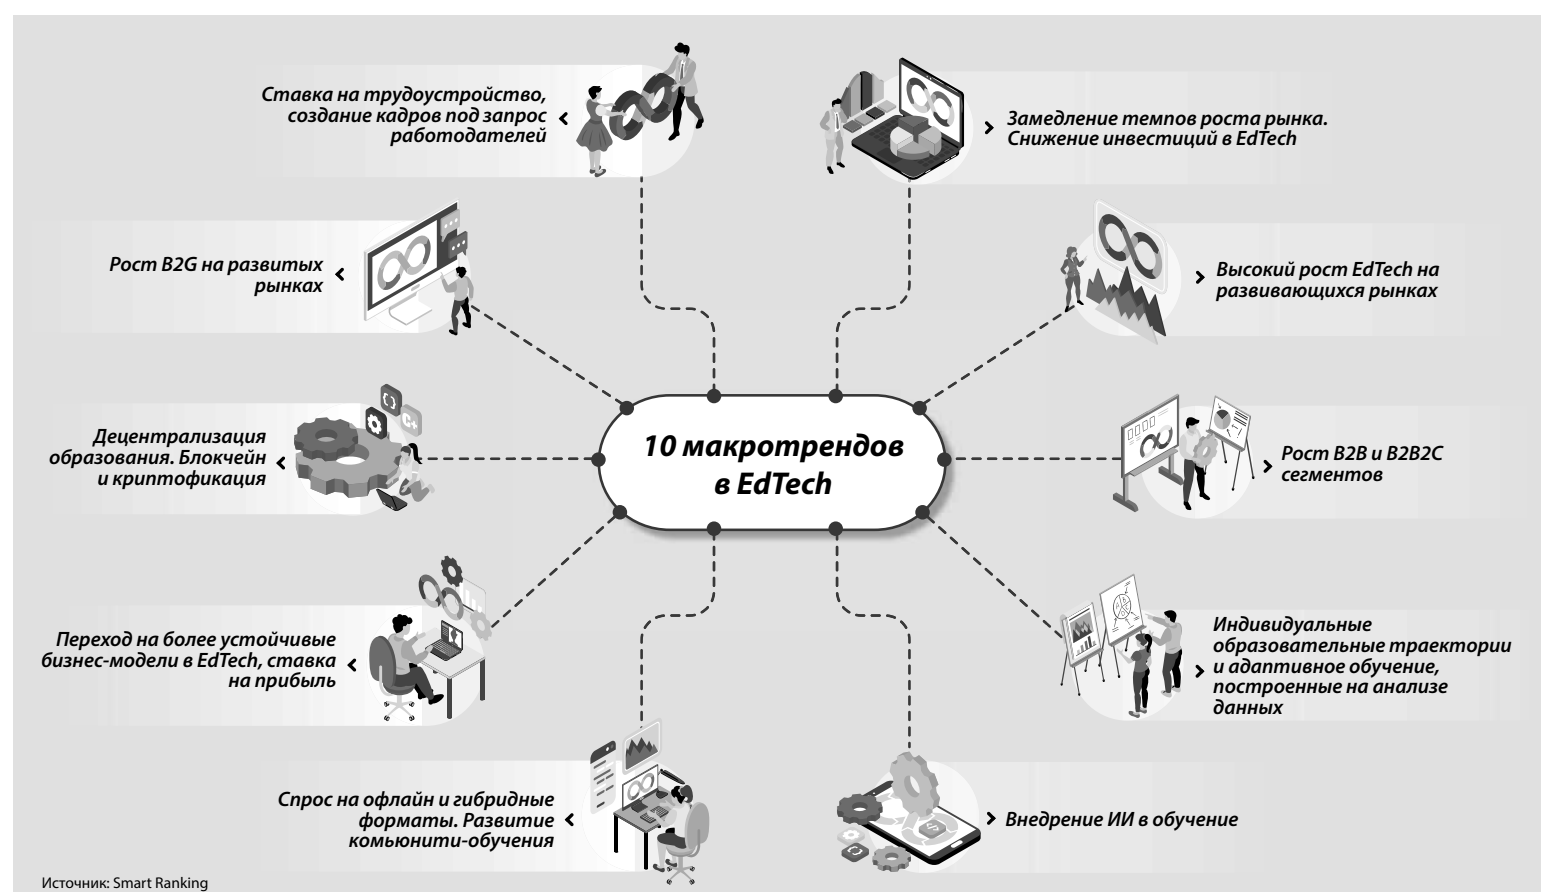 Ставка на трудоустройство,
создание кадров под запрос
работодателей
Замедление темпов роста рынка.
Снижение инвестиций в EdTech
Рост B2G на развитых
рынках
Высокий рост EdTech на
развивающихся рынках
Децентрализация
образования. Блокчейн
и криптофикация
10 макротрендов
в EdTech
Рост B2B и B2B2C
сегментов
Переход на более устойчивые
бизнес-модели в EdTech, ставка
на прибыль
Индивидуальные
образовательные траектории
и адаптивное обучение,
построенные на анализе
данных
Спрос на офлайн и гибридные
форматы. Развитие
комьюнити-обучения
Внедрение ИИ в обучение
Источник: Smart Ranking